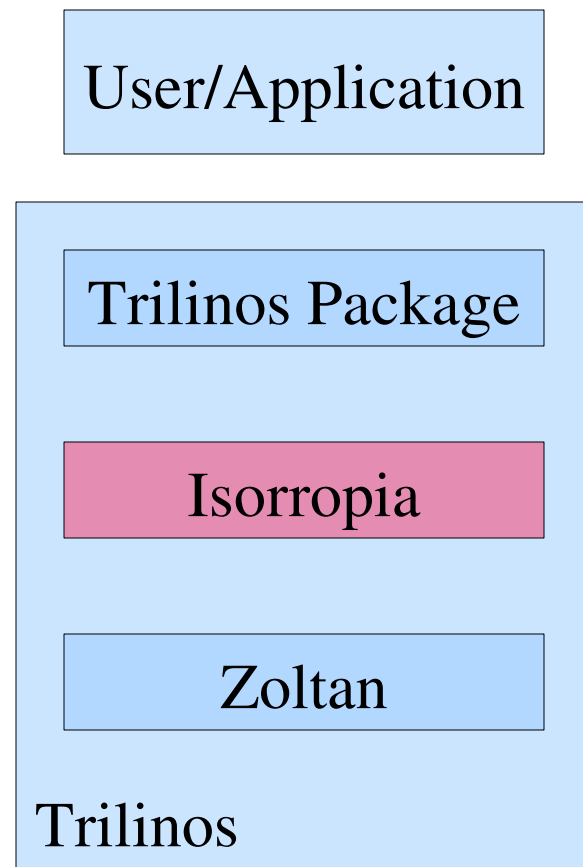 User/Application
Trilinos Package
Isorropia
Zoltan
Trilinos